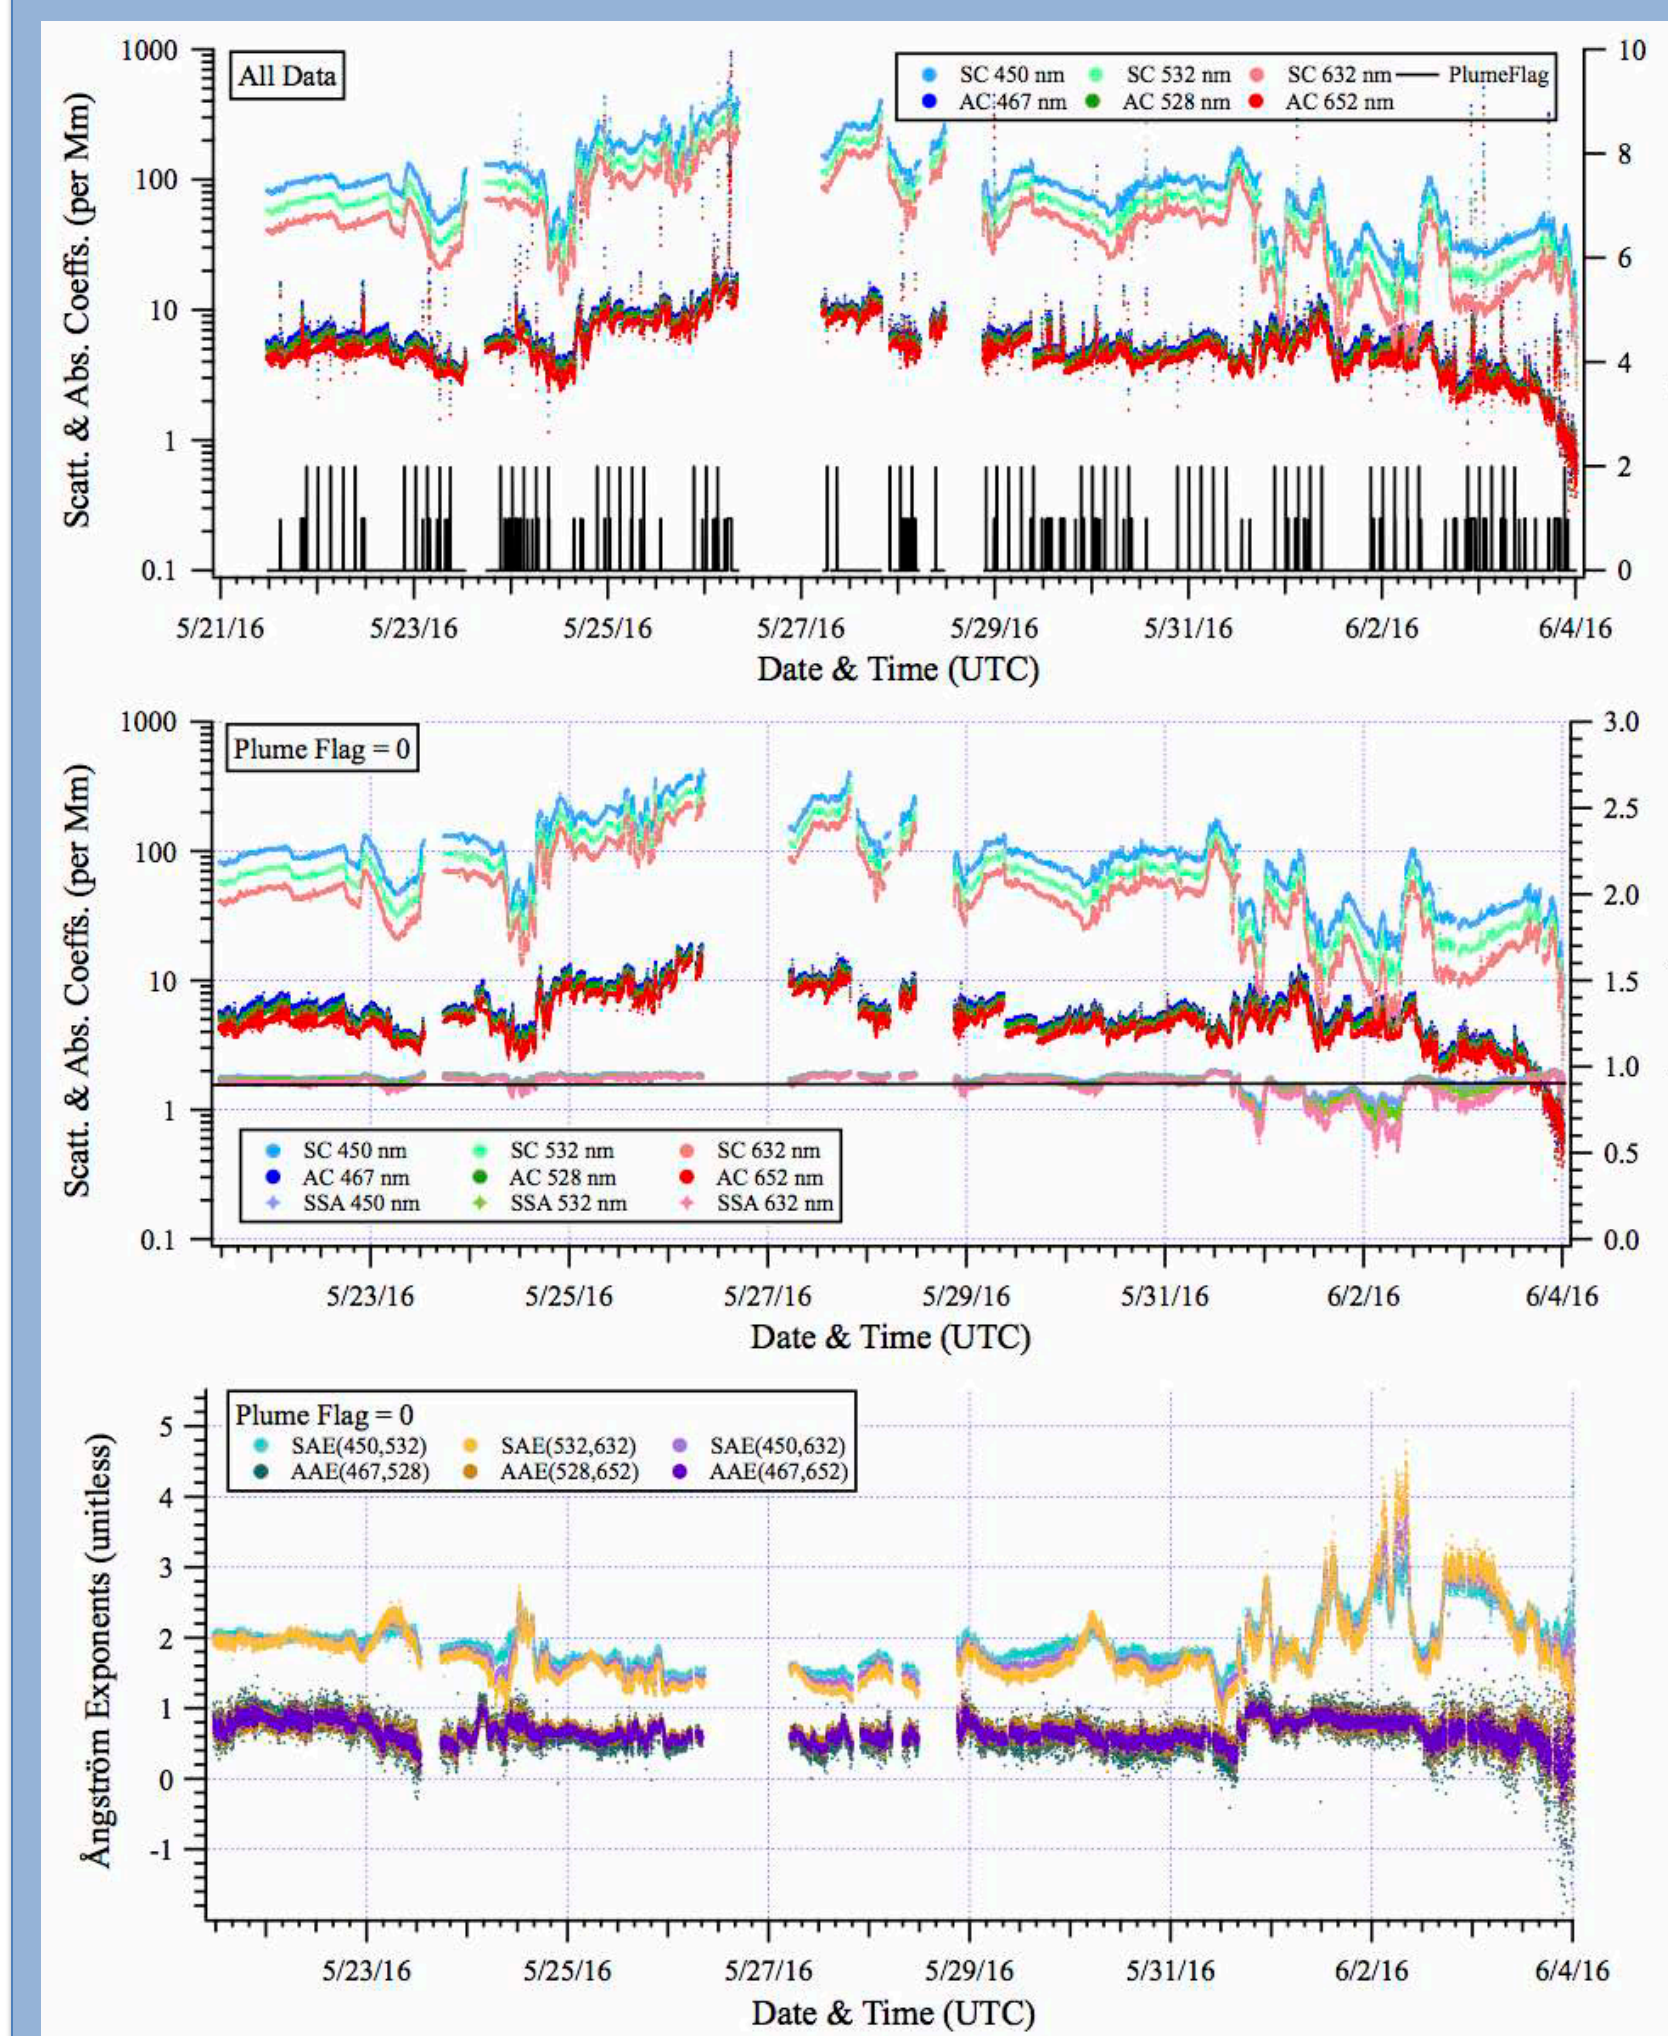 All Data
SC 450 nm SC 532 nm SC 632 nm PlumeFlag
AC 467 nm AC 528 nm AC 652 nm
Scatt. & Abs. Coeffs. (per Mm)
1000
100
10
1
0.1
10
8
6
4
2
0
5/21/16 5/23/16 5/25/16 5/27/16 5/29/16 5/31/16 6/2/16 6/4/16
Date & Time (UTC)
Plume Flag = 0
Scatt. & Abs. Coeffs. (per Mm)
1000
100
10
1
0.1
3.0
2.5
2.0
1.5
1.0
0.5
0.0
SC 450 nm SC 532 nm SC 632 nm
AC 467 nm AC 528 nm AC 652 nm
SSA 450 nm SSA 532 nm SSA 632 nm
5/23/16 5/25/16 5/27/16 5/29/16 5/31/16 6/2/16 6/4/16
Date & Time (UTC)
Plume Flag = 0
SAE(450,532) SAE(532,632) SAE(450,632)
AAE(467,528) AAE(528,652) AAE(467,652)
Ångström Exponents (unitless)
5
4
3
2
1
0
-1
5/23/16 5/25/16 5/27/16 5/29/16 5/31/16 6/2/16 6/4/16
Date & Time (UTC)